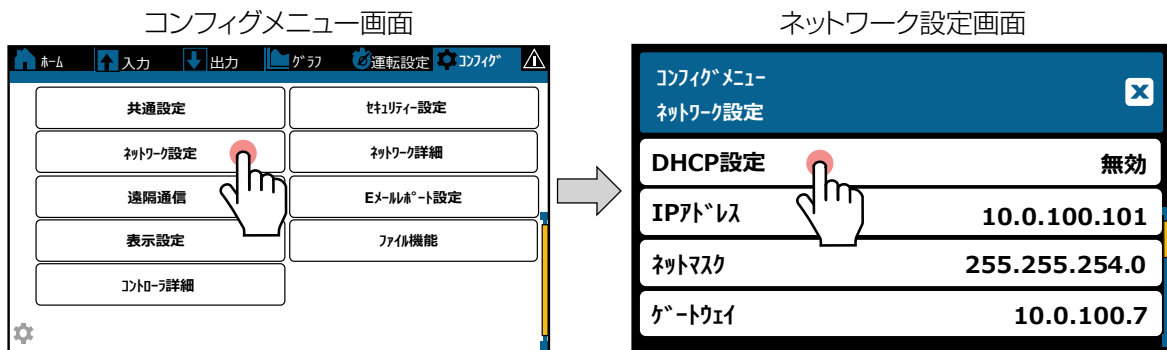 コンフィグメニュー画面
ﾎｰﾑ 入力 出力 ｸﾞﾗﾌ 運転設定 ｺﾝﾌｨｸﾞ
共通設定 ｾｷｭﾘﾃｨｰ設定
ﾈｯﾄﾜｰｸ設定 ﾈｯﾄﾜｰｸ詳細
遠隔通信 Eﾒｰﾙﾚﾎﾟｰﾄ設定
表示設定 ﾌｧｲﾙ機能
ｺﾝﾄﾛｰﾗ詳細
ネットワーク設定画面
ｺﾝﾌｨｸﾞﾒﾆｭｰ
ﾈｯﾄﾜｰｸ設定
X
DHCP設定 無効
IPｱﾄﾞﾚｽ 10.0.100.101
ﾈｯﾄﾏｽｸ 255.255.254.0
ｹﾞｰﾄｳｪｲ 10.0.100.7